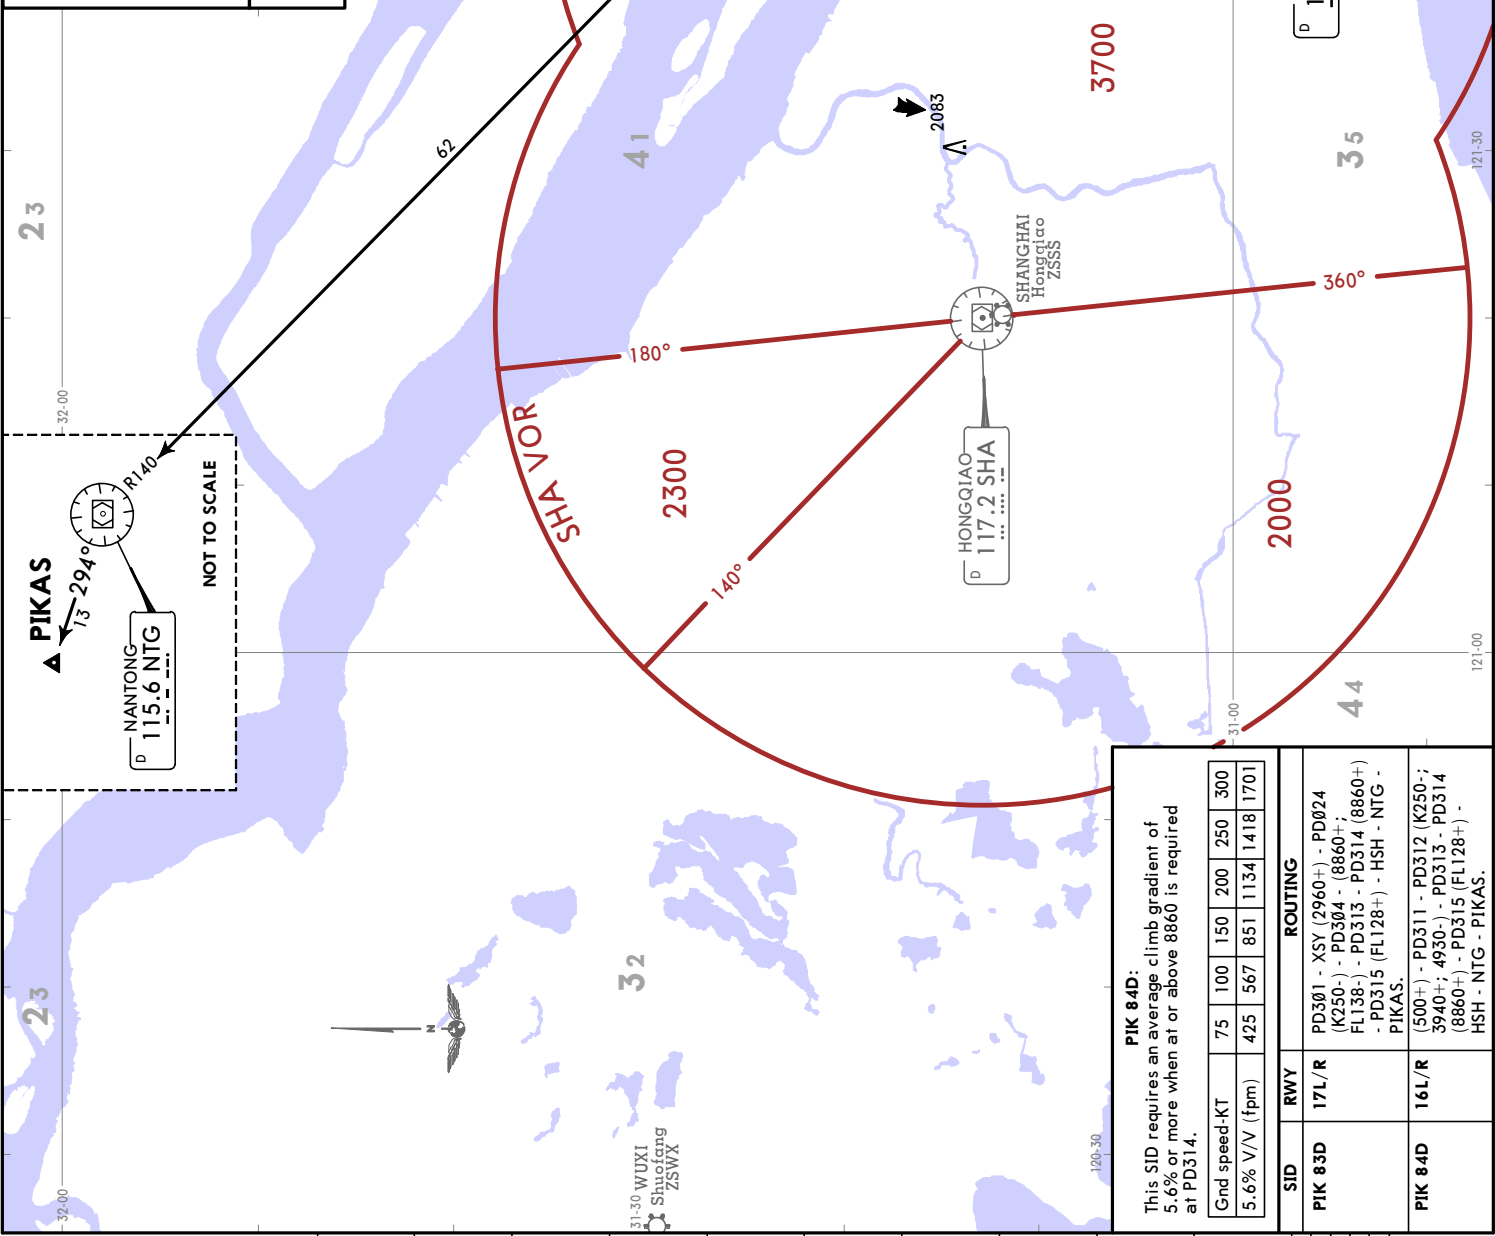 23
32-00
PIKAS
13
294°
R140
NOT TO SCALE
D
NANTONG
115.6 NTG
62
23
32-00
41
SHA VOR
180°
2300
140°
2083
3700
SHANGHAI
Hongqiao
ZSSS
D
HONGQIAO
117.2 SHA
360°
35
121-30
2000
121-00
44
31-00
D
32
N
31-30
WUXI
Shuofang
ZSWX
120-30
PIK 84D:
This SID requires an average climb gradient of
5.6% or more when at or above 8860 is required
at PD314.
Gnd speed-KT 75 100 150 200 250 300
5.6% V/V (fpm) 425 567 851 1134 1418 1701
SID RWY ROUTING
PIK 83D 17L/R PD3Ø1 - XSY (2960+) - PDØ24
(K250-) - PD3Ø4 - (8860+;
FL138-) - PD313 - PD314 (8860+)
- PD315 (FL128+) - HSH - NTG -
PIKAS.
PIK 84D 16L/R (500+) - PD311 - PD312 (K250-;
3940+; 4930-) - PD313 - PD314
(8860+) - PD315 (FL128+) -
HSH - NTG - PIKAS.